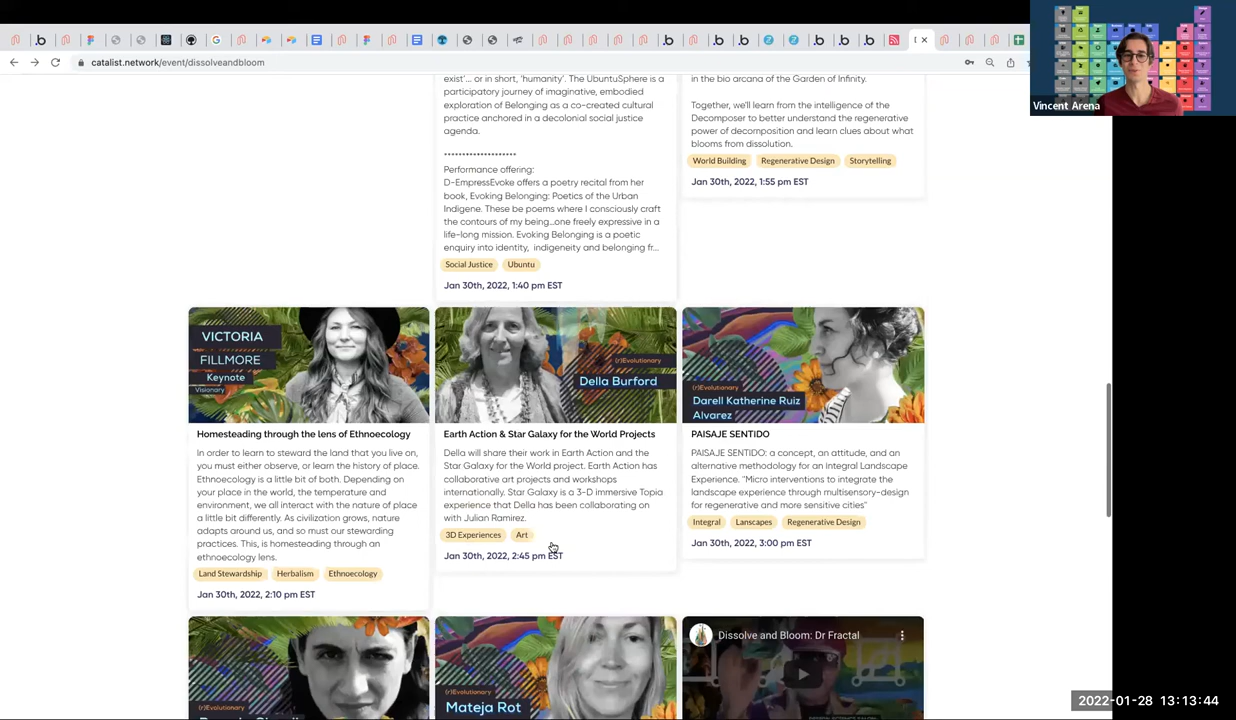 catalist.network/event/dissolveandbloom
Vincent Arena
exist'... or in short, 'humanity'. The UbuntuSphere is a
participatory journey of imaginative, embodied
exploration of Belonging as a co-created cultural
practice anchored in a decolonial social justice
agenda.
********************
Performance offering:
D-EmpressEvoke offers a poetry recital from her
book, Evoking Belonging: Poetics of the Urban
Indigene. These be poems where I consciously craft
the contours of my being...one freely expressive in a
life-long mission. Evoking Belonging is a poetic
enquiry into identity, indigeneity and belonging fr...
Social Justice Ubuntu
Jan 30th, 2022, 1:40 pm EST
in the bio arcana of the Garden of Infinity.
Together, we'll learn from the intelligence of the
Decomposer to better understand the regenerative
power of decomposition and learn clues about what
blooms from dissolution.
World Building Regenerative Design Storytelling
Jan 30th, 2022, 1:55 pm EST
VICTORIA
FILLMORE
Keynote
Visionary
Homesteading through the lens of Ethnoecology
In order to learn to steward the land that you live on,
you must either observe, or learn the history of place.
Ethnoecology is a little bit of both. Depending on
your place in the world, the temperature and
environment, we all interact with the nature of place
a little bit differently. As civilization grows, nature
adapts around us, and so must our stewarding
practices. This, is homesteading through an
ethnoecology lens.
Land Stewardship Herbalism Ethnoecology
Jan 30th, 2022, 2:10 pm EST
(r)Evolutionary
Della Burford
Earth Action & Star Galaxy for the World Projects
Della will share their work in Earth Action and the
Star Galaxy for the World project. Earth Action has
collaborative art projects and workshops
internationally. Star Galaxy is a 3-D immersive Topia
experience that Della has been collaborating on
with Julian Ramirez.
3D Experiences Art
Jan 30th, 2022, 2:45 pm EST
(r)Evolutionary
Darell Katherine Ruiz
Alvarez
PAISAJE SENTIDO
PAISAJE SENTIDO: a concept, an attitude, and an
alternative methodology for an Integral Landscape
Experience. "Micro interventions to integrate the
landscape experience through multisensory-design
for regenerative and more sensitive cities"
Integral Lanscapes Regenerative Design
Jan 30th, 2022, 3:00 pm EST
(r)Evolutionary
(r)Evolutionary
Mateja Rot
Dissolve and Bloom: Dr Fractal
2022-01-28 13:13:44